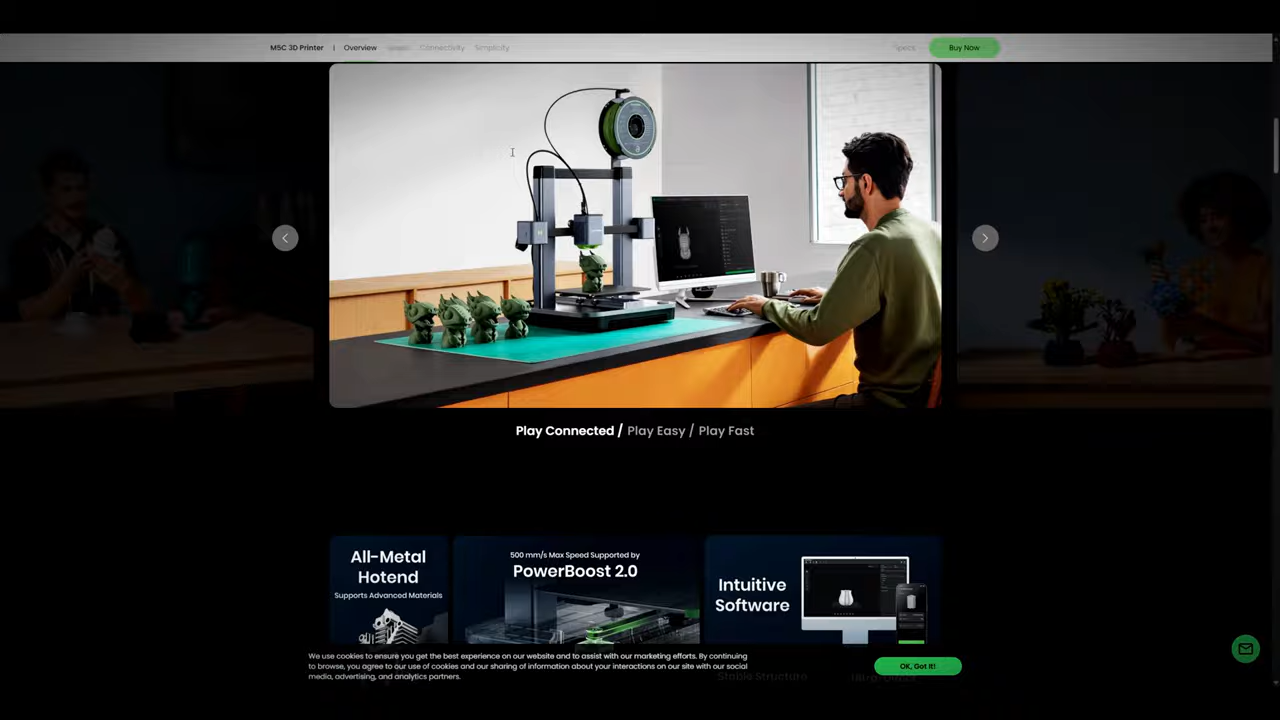 M5C 3D Printer | Overview Connectivity Simplicity Specs Buy Now
Play Connected / Play Easy / Play Fast
All-Metal
Hotend
Supports Advanced Materials
500 mm/s Max Speed Supported by
PowerBoost 2.0
Intuitive
Software
We use cookies to ensure you get the best experience on our website and to assist with our marketing efforts. By continuing
to browse, you agree to our use of cookies and our sharing of information about your interactions on our site with our social
media, advertising, and analytics partners.
OK, Got It!
Stable Structure